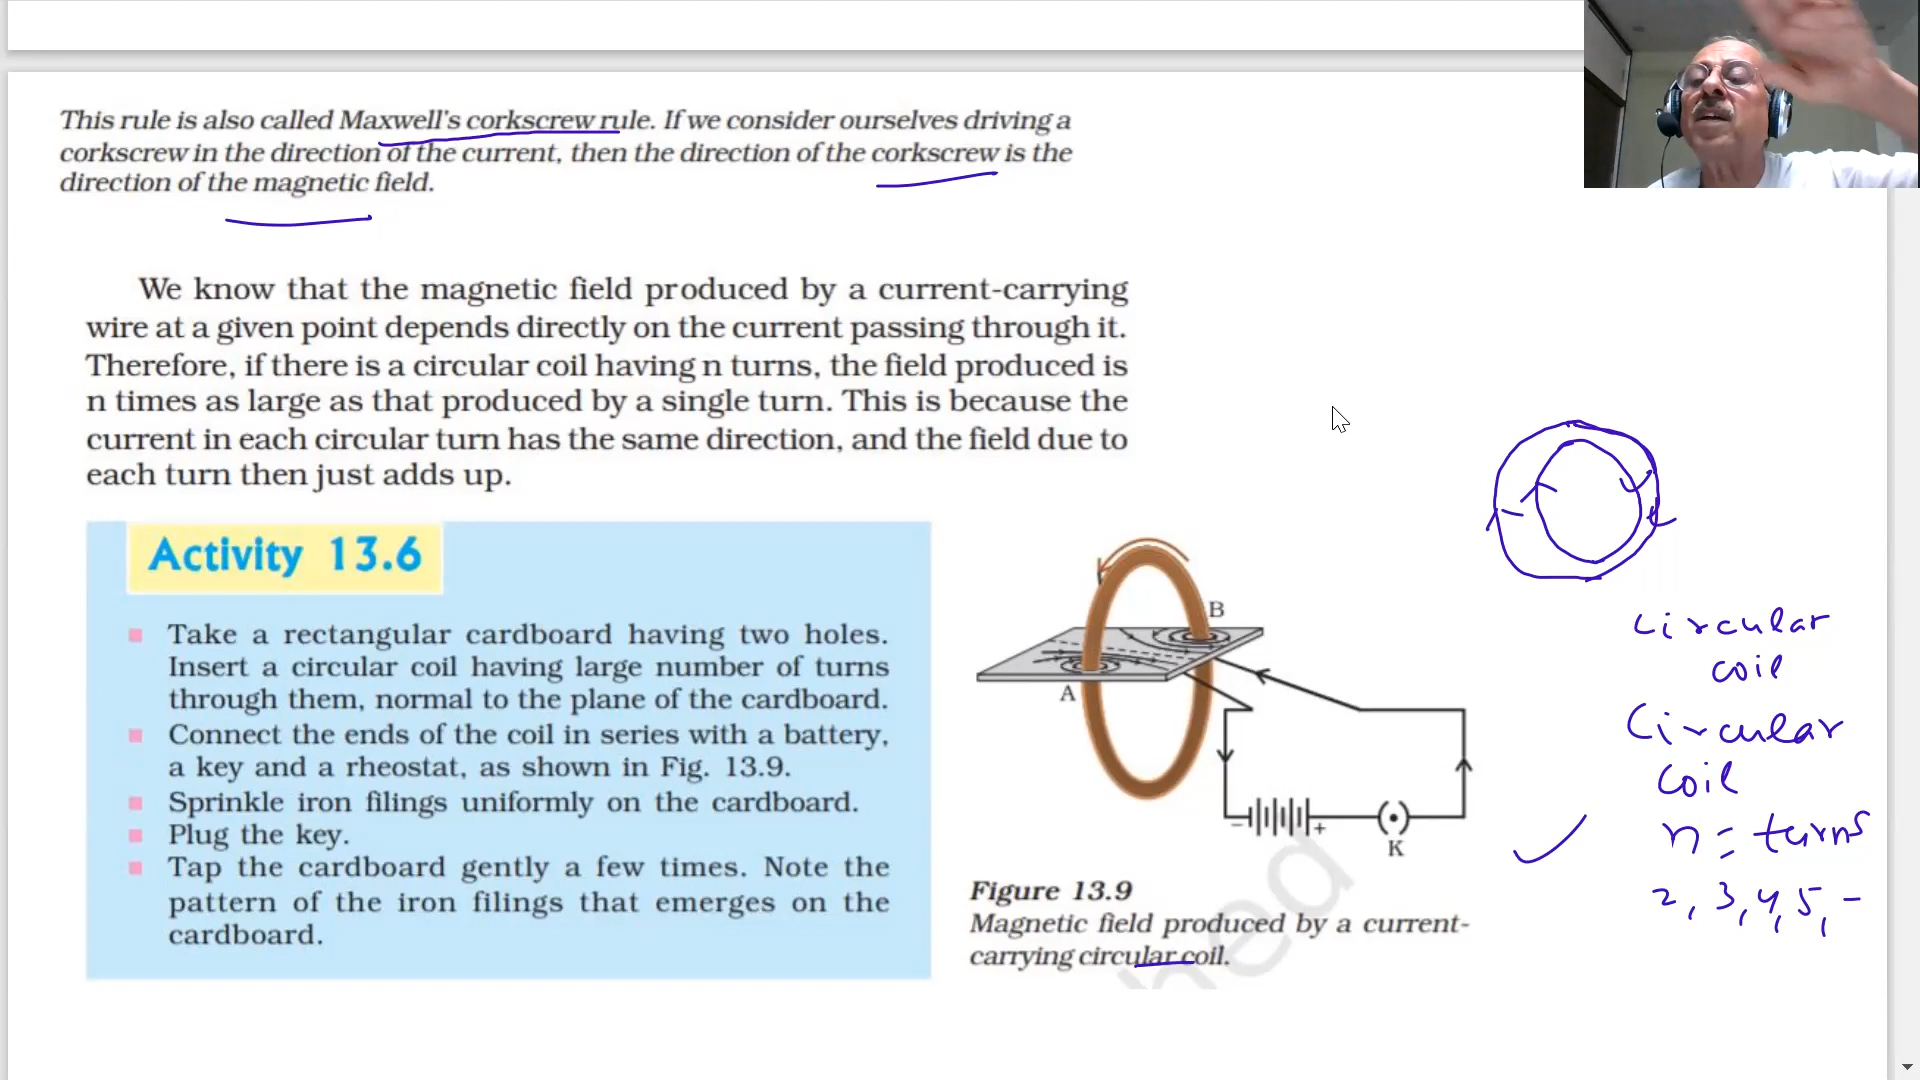 This rule is also called Maxwell's corkscrew rule. If we consider ourselves driving a
corkscrew in the direction of the current, then the direction of the corkscrew is the
direction of the magnetic field.
We know that the magnetic field produced by a current-carrying
wire at a given point depends directly on the current passing through it.
Therefore, if there is a circular coil having n turns, the field produced is
n times as large as that produced by a single turn. This is because the
current in each circular turn has the same direction, and the field due to
each turn then just adds up.
Activity 13.6
Take a rectangular cardboard having two holes.
Insert a circular coil having large number of turns
through them, normal to the plane of the cardboard.
Connect the ends of the coil in series with a battery,
a key and a rheostat, as shown in Fig. 13.9.
Sprinkle iron filings uniformly on the cardboard.
Plug the key.
Tap the cardboard gently a few times. Note the
pattern of the iron filings that emerges on the
cardboard.
B
A
− +
K
Figure 13.9
Magnetic field produced by a current-
carrying circular coil.
hed
circular
coil
Circular
coil
n = turns
2, 3, 4, 5, -